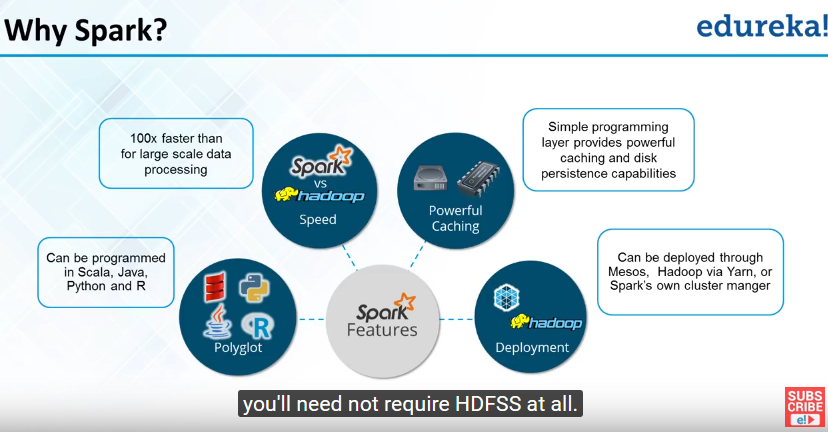 Why Spark?
edureka!
100x faster than
for large scale data
processing
Spark
vs
hadoop
Speed
Powerful
Caching
Simple programming
layer provides powerful
caching and disk
persistence capabilities
Can be programmed
in Scala, Java,
Python and R
R
Polyglot
Spark
Features
hadoop
Deployment
Can be deployed through
Mesos, Hadoop via Yarn, or
Spark's own cluster manger
you'll need not require HDFSS at all.
SUBS
CRIBE
e!